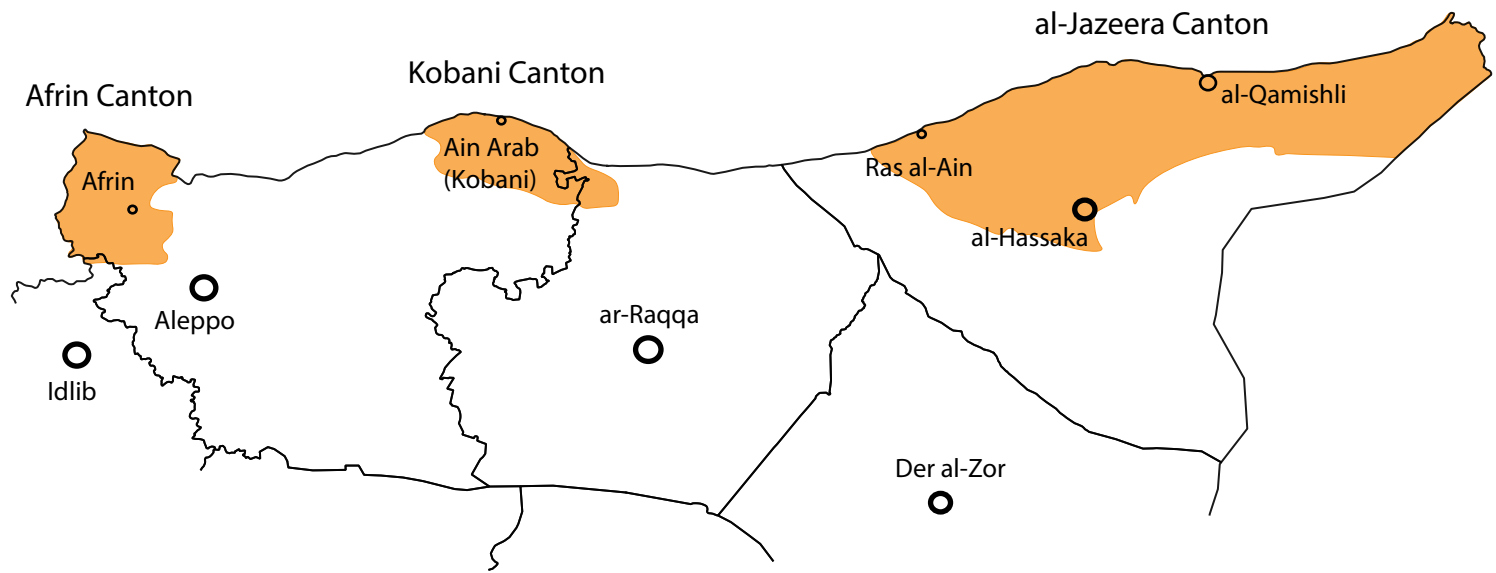 al-Jazeera Canton
Kobani Canton
Afrin Canton
al-Qamishli
Ain Arab
(Kobani)
Ras al-Ain
Afrin
al-Hassaka
Aleppo
ar-Raqqa
Idlib
Der al-Zor